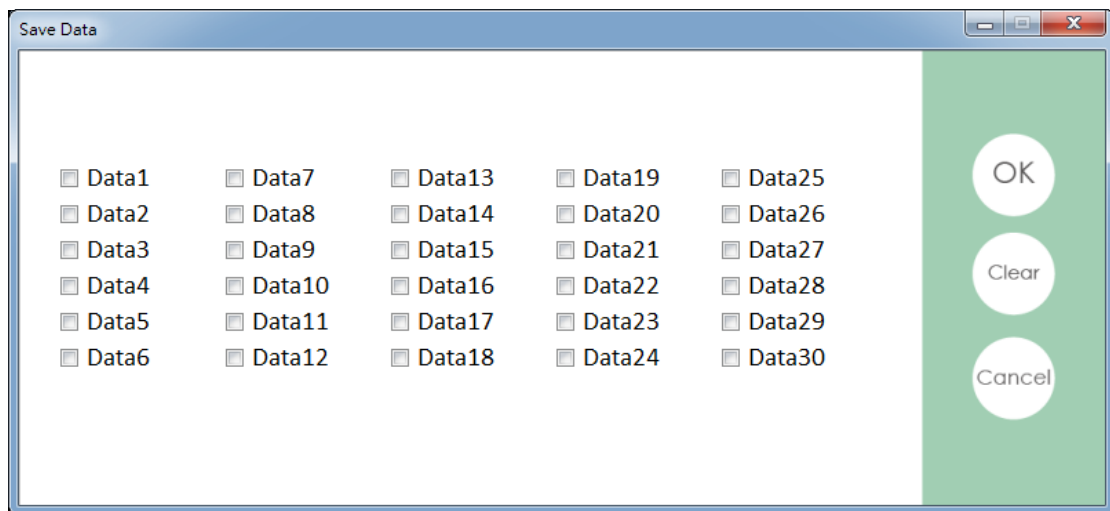 Save Data
Data1 Data7 Data13 Data19 Data25
Data2 Data8 Data14 Data20 Data26
Data3 Data9 Data15 Data21 Data27
Data4 Data10 Data16 Data22 Data28
Data5 Data11 Data17 Data23 Data29
Data6 Data12 Data18 Data24 Data30
OK
Clear
Cancel